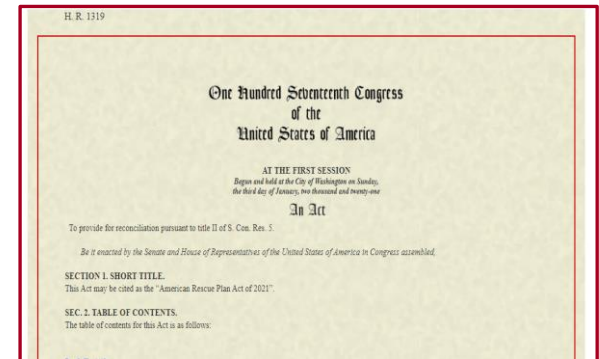 H. R. 1319
One Hundred Seventeenth Congress
of the
United States of America
AT THE FIRST SESSION
Begun and held at the City of Washington on Sunday,
the third day of January, two thousand and twenty-one
An Act
To provide for reconciliation pursuant to title II of S. Con. Res. 5.
Be it enacted by the Senate and House of Representatives of the United States of America in Congress assembled,
SECTION 1. SHORT TITLE.
This Act may be cited as the “American Rescue Plan Act of 2021”.
SEC. 2. TABLE OF CONTENTS.
The table of contents for this Act is as follows: